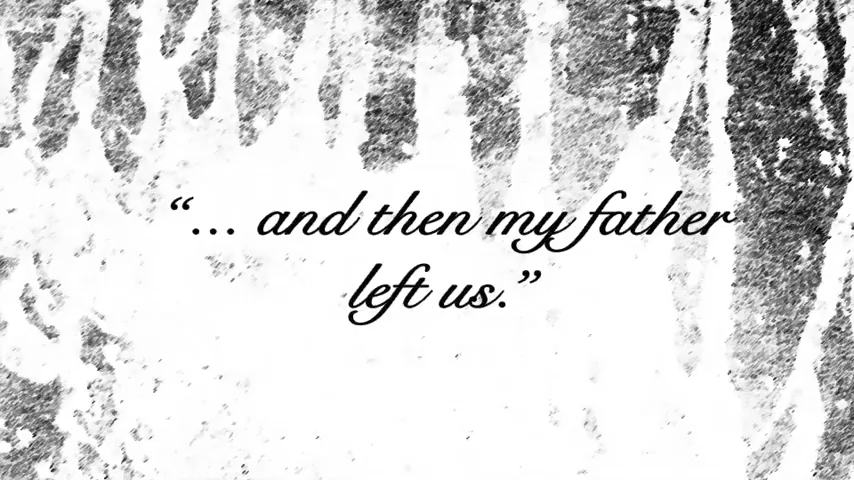 “... and then my father
left us.”